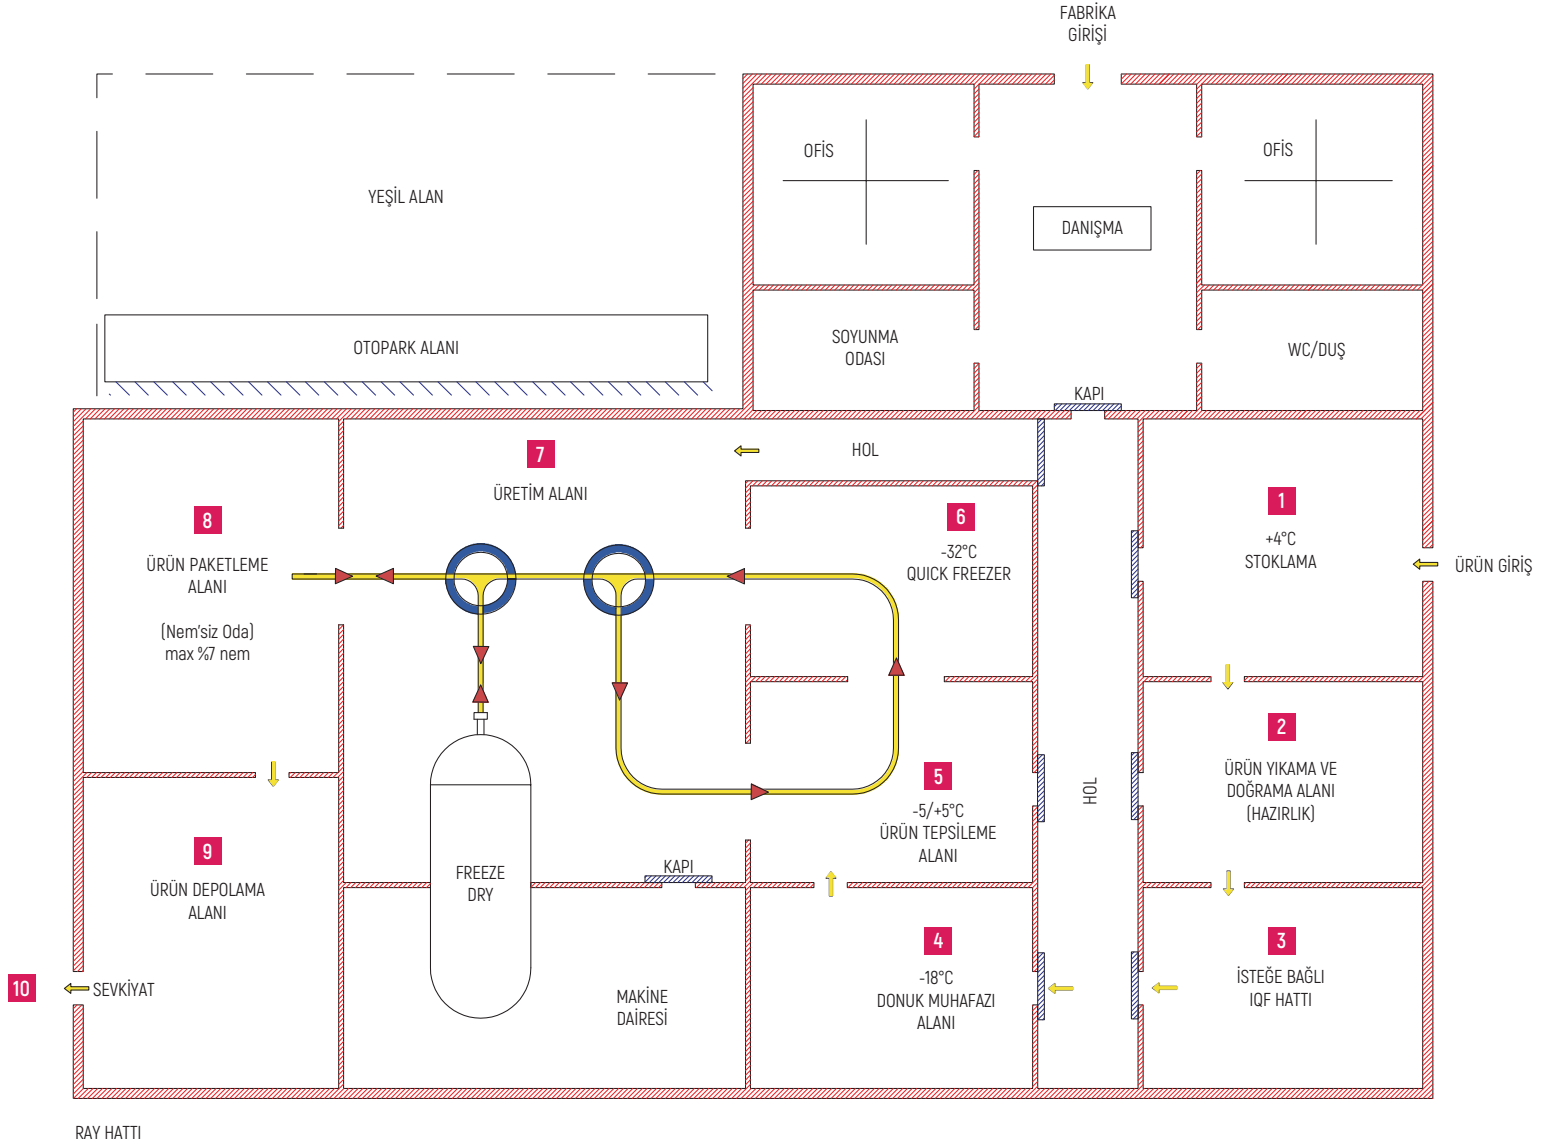 FABRİKA
GİRİŞİ
OFİS
OFİS
YEŞİL ALAN
DANIŞMA
OTOPARK ALANI
SOYUNMA
ODASI
WC/DUŞ
KAPI
7
ÜRETİM ALANI
HOL
8
ÜRÜN PAKETLEME
ALANI
(Nem'siz Oda)
max %7 nem
6
-32°C
QUICK FREEZER
1
+4°C
STOKLAMA
ÜRÜN GİRİŞ
2
ÜRÜN YIKAMA VE
DOĞRAMA ALANI
(HAZIRLIK)
HOL
5
-5/+5°C
ÜRÜN TEPSİLEME
ALANI
9
ÜRÜN DEPOLAMA
ALANI
FREEZE
DRY
KAPI
4
-18°C
DONUK MUHAFAZI
ALANI
3
İSTEĞE BAĞLI
IQF HATTI
10
SEVKİYAT
MAKİNE
DAİRESİ
RAY HATTI